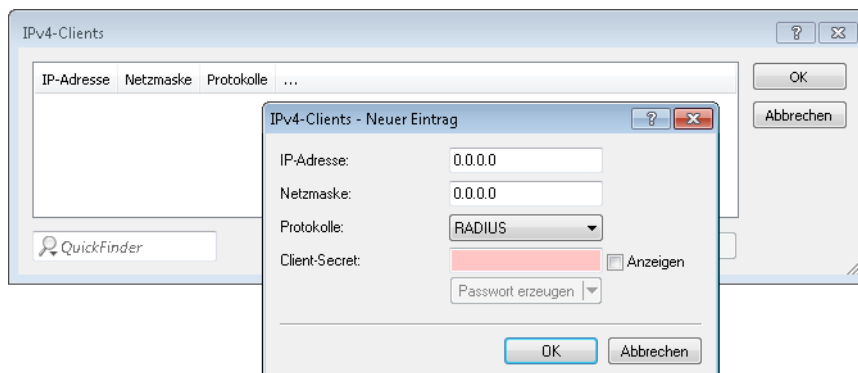 IPv4-Clients
IP-Adresse Netzmaske Protokolle ...
OK
Abbrechen
QuickFinder
IPv4-Clients - Neuer Eintrag
IP-Adresse: 0.0.0.0
Netzmaske: 0.0.0.0
Protokolle: RADIUS
Client-Secret: Anzeigen
Passwort erzeugen
OK Abbrechen